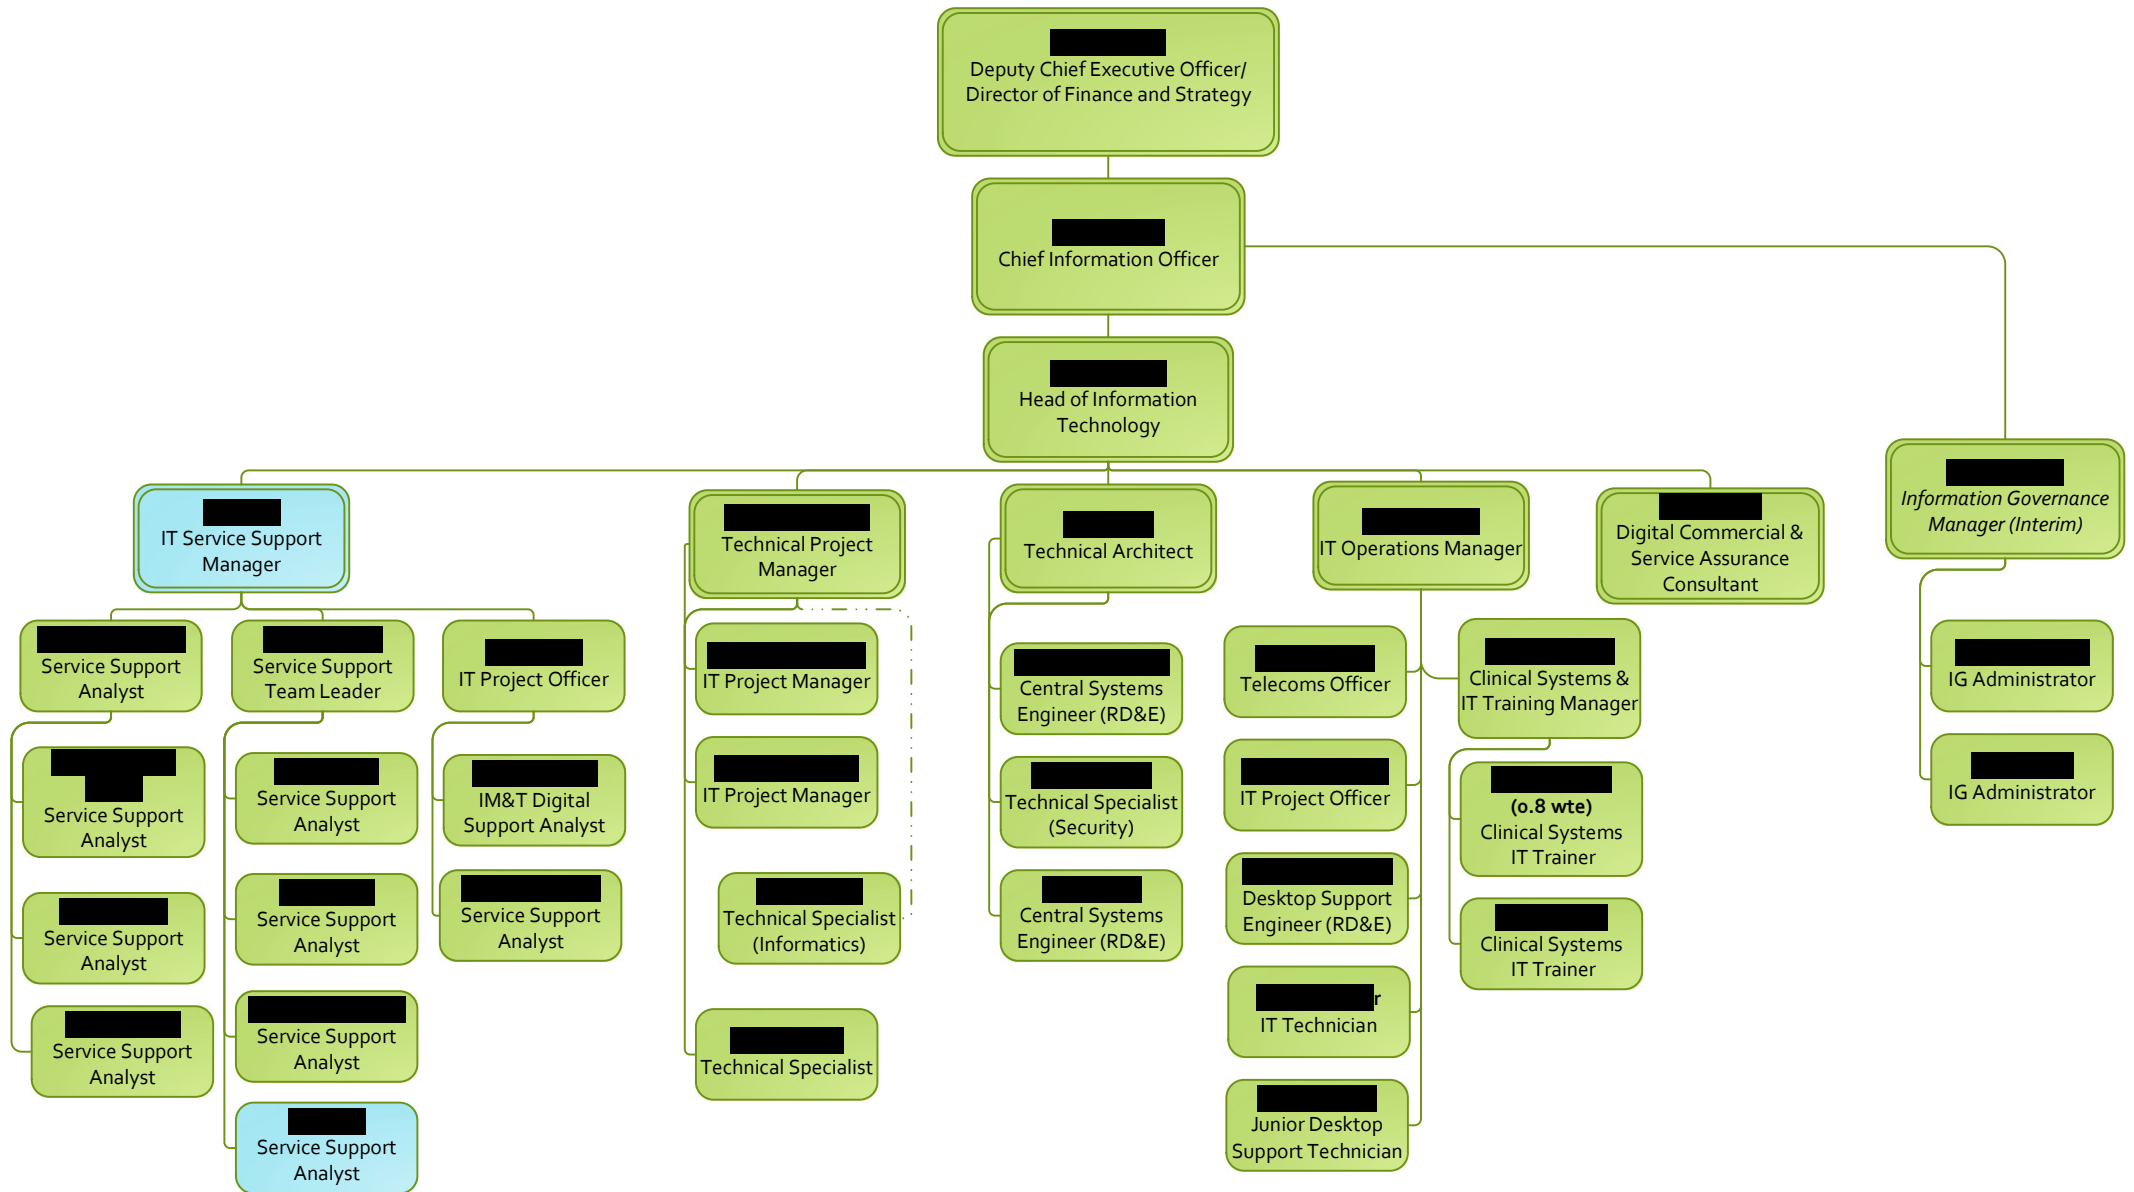 Deputy Chief Executive Officer/
Director of Finance and Strategy
Chief Information Officer
Head of Information
Technology
IT Service Support
Manager
Technical Project
Manager
Technical Architect
IT Operations Manager
Digital Commercial &
Service Assurance
Consultant
Information Governance
Manager (Interim)
Service Support
Analyst
Service Support
Analyst
Service Support
Analyst
Service Support
Analyst
Service Support
Team Leader
Service Support
Analyst
Service Support
Analyst
Service Support
Analyst
Service Support
Analyst
IT Project Officer
IM&T Digital
Support Analyst
Service Support
Analyst
IT Project Manager
IT Project Manager
Technical Specialist
(Informatics)
Technical Specialist
Central Systems
Engineer (RD&E)
Technical Specialist
(Security)
Central Systems
Engineer (RD&E)
Telecoms Officer
IT Project Officer
Desktop Support
Engineer (RD&E)
r
IT Technician
Junior Desktop
Support Technician
Clinical Systems &
IT Training Manager
(0.8 wte)
Clinical Systems
IT Trainer
Clinical Systems
IT Trainer
IG Administrator
IG Administrator